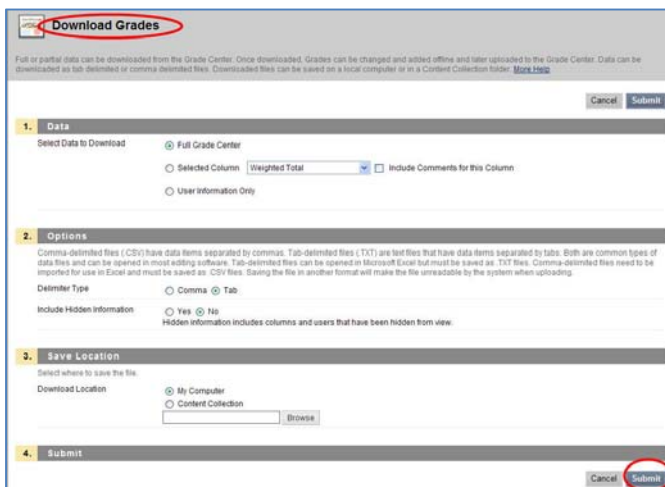 Download Grades
Full or partial data can be downloaded from the Grade Center. Once downloaded, Grades can be changed and added offline and later uploaded to the Grade Center. Data can be
downloaded as tab delimited or comma delimited files. Downloaded files can be saved on a local computer or in a Content Collection folder. More Help
Cancel Submit
1. Data
Select Data to Download
Full Grade Center
Selected Column Weighted Total Include Comments for this Column
User Information Only
2. Options
Comma-delimited files (.CSV) have data items separated by commas. Tab-delimited files (.TXT) are text files that have data items separated by tabs. Both are common types of
data files and can be opened in most editing software. Tab-delimited files can be opened in Microsoft Excel but must be saved as .TXT files. Comma-delimited files need to be
imported for use in Excel and must be saved as .CSV files. Saving the file in another format will make the file unreadable by the system when uploading.
Delimiter Type Comma Tab
Include Hidden Information Yes No
Hidden information includes columns and users that have been hidden from view.
3. Save Location
Select where to save the file.
Download Location My Computer
Content Collection
Browse
4. Submit
Cancel Submit